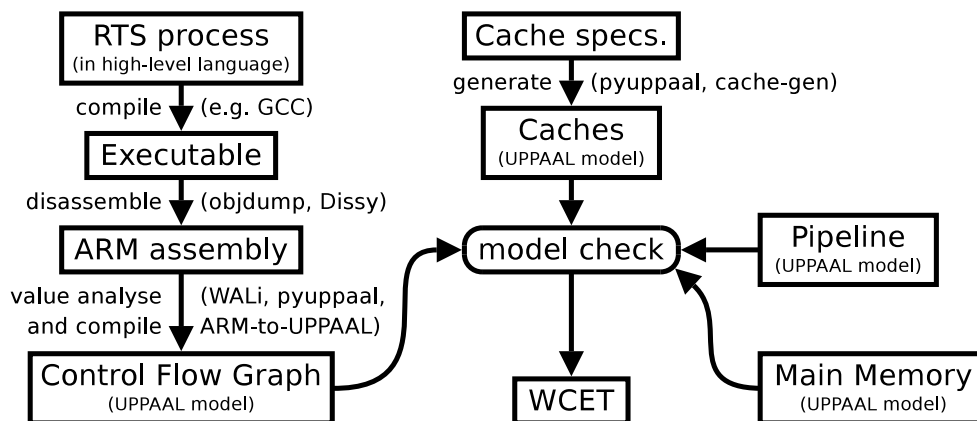 RTS process
(in high-level language)
compile (e.g. GCC)
Executable
disassemble (objdump, Dissy)
ARM assembly
value analyse (WALi, pyuppaal,
and compile ARM-to-UPPAAL)
Control Flow Graph
(UPPAAL model)
Cache specs.
generate (pyuppaal, cache-gen)
Caches
(UPPAAL model)
model check
WCET
Pipeline
(UPPAAL model)
Main Memory
(UPPAAL model)